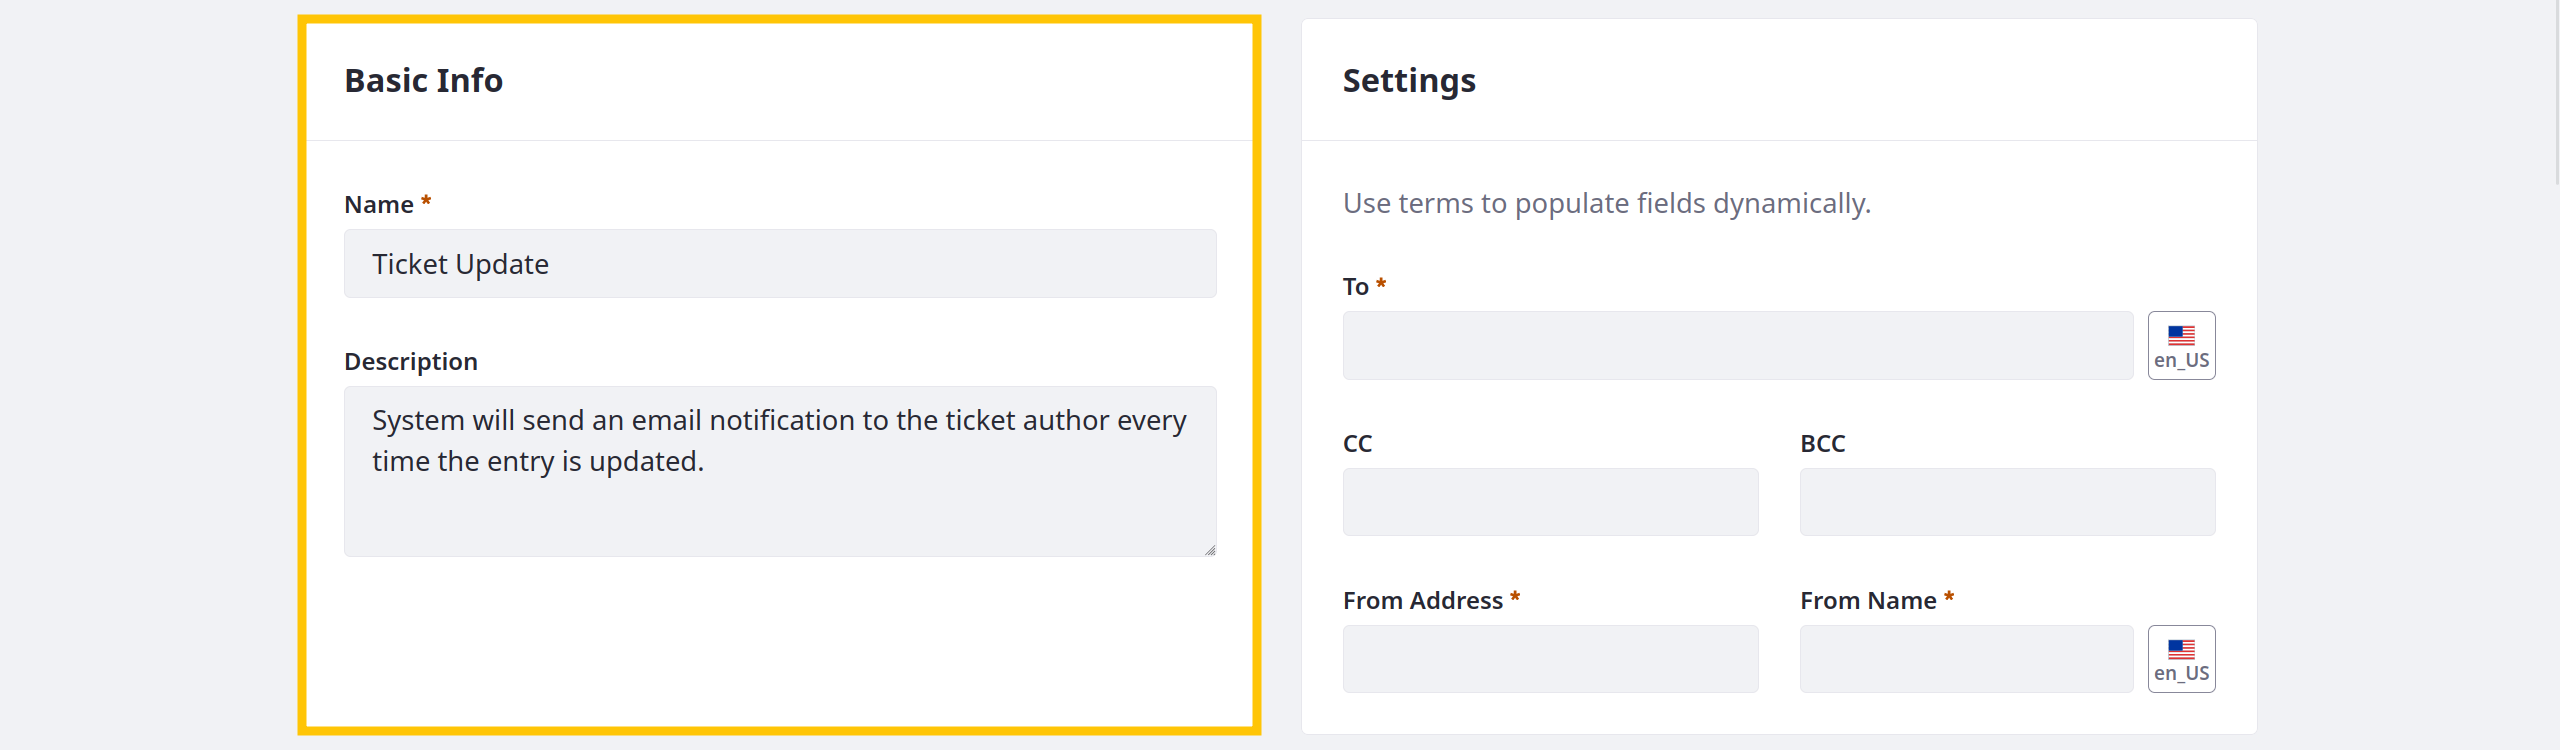 Basic Info
Name *
Ticket Update
Description
System will send an email notification to the ticket author every
time the entry is updated.
Settings
Use terms to populate fields dynamically.
To *
en_US
CC
BCC
From Address *
From Name *
en_US